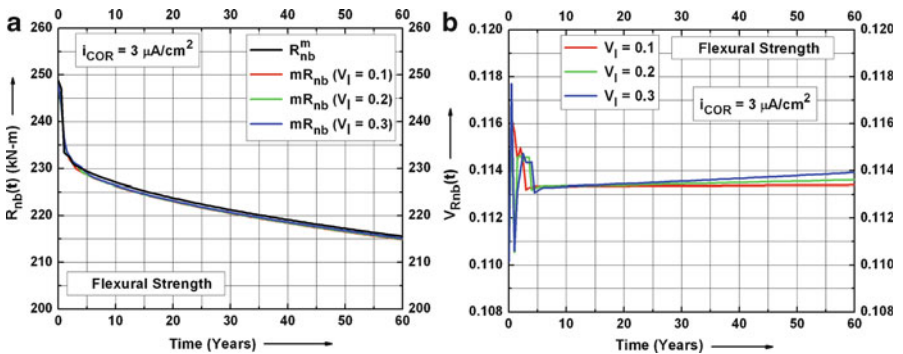 a
0 10 20 30 40 50 60
260 260
250 250
240 240
230 230
220 220
210 210
200 200
R_nb(t) (kN-m)
i_COR = 3 μA/cm²
R^m_nb
mR_nb (V_I = 0.1)
mR_nb (V_I = 0.2)
mR_nb (V_I = 0.3)
Flexural Strength
0 10 20 30 40 50 60
Time (Years)
b
0 10 20 30 40 50 60
0.120 0.120
0.118 0.118
0.116 0.116
0.114 0.114
0.112 0.112
0.110 0.110
0.108 0.108
V_Rnb(t)
V_I = 0.1
V_I = 0.2
V_I = 0.3
Flexural Strength
i_COR = 3 μA/cm²
0 10 20 30 40 50 60
Time (Years)